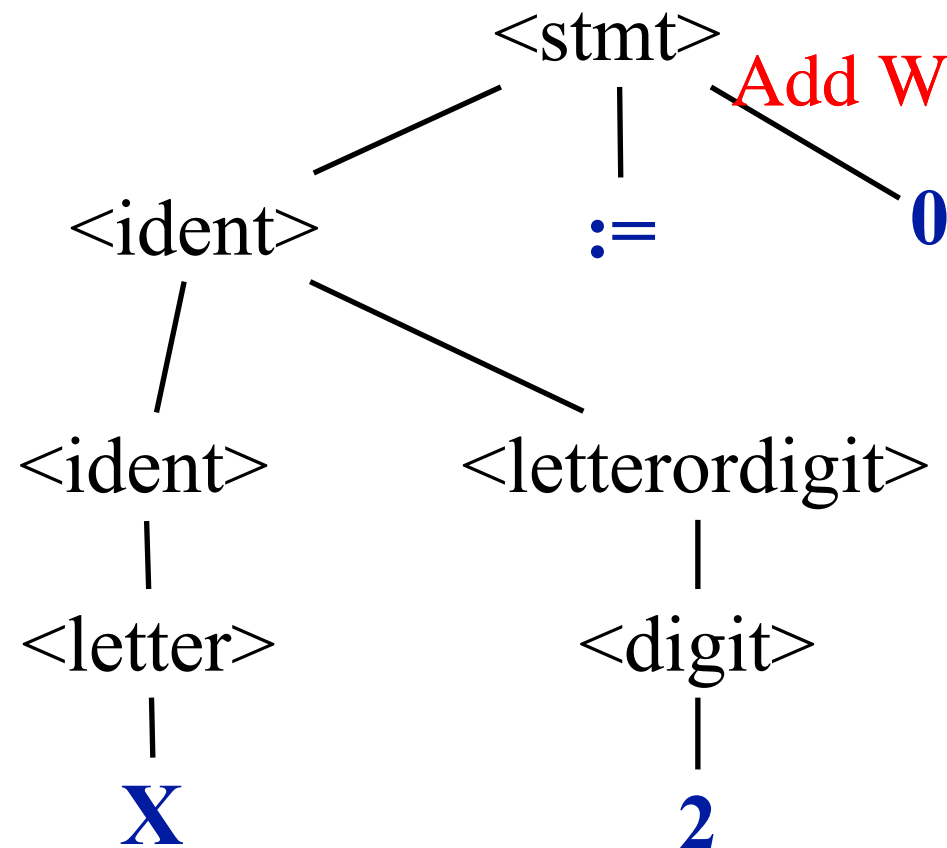 <stmt>
Add W
<ident> := 0
<ident> <letterordigit>
<letter> <digit>
X 2